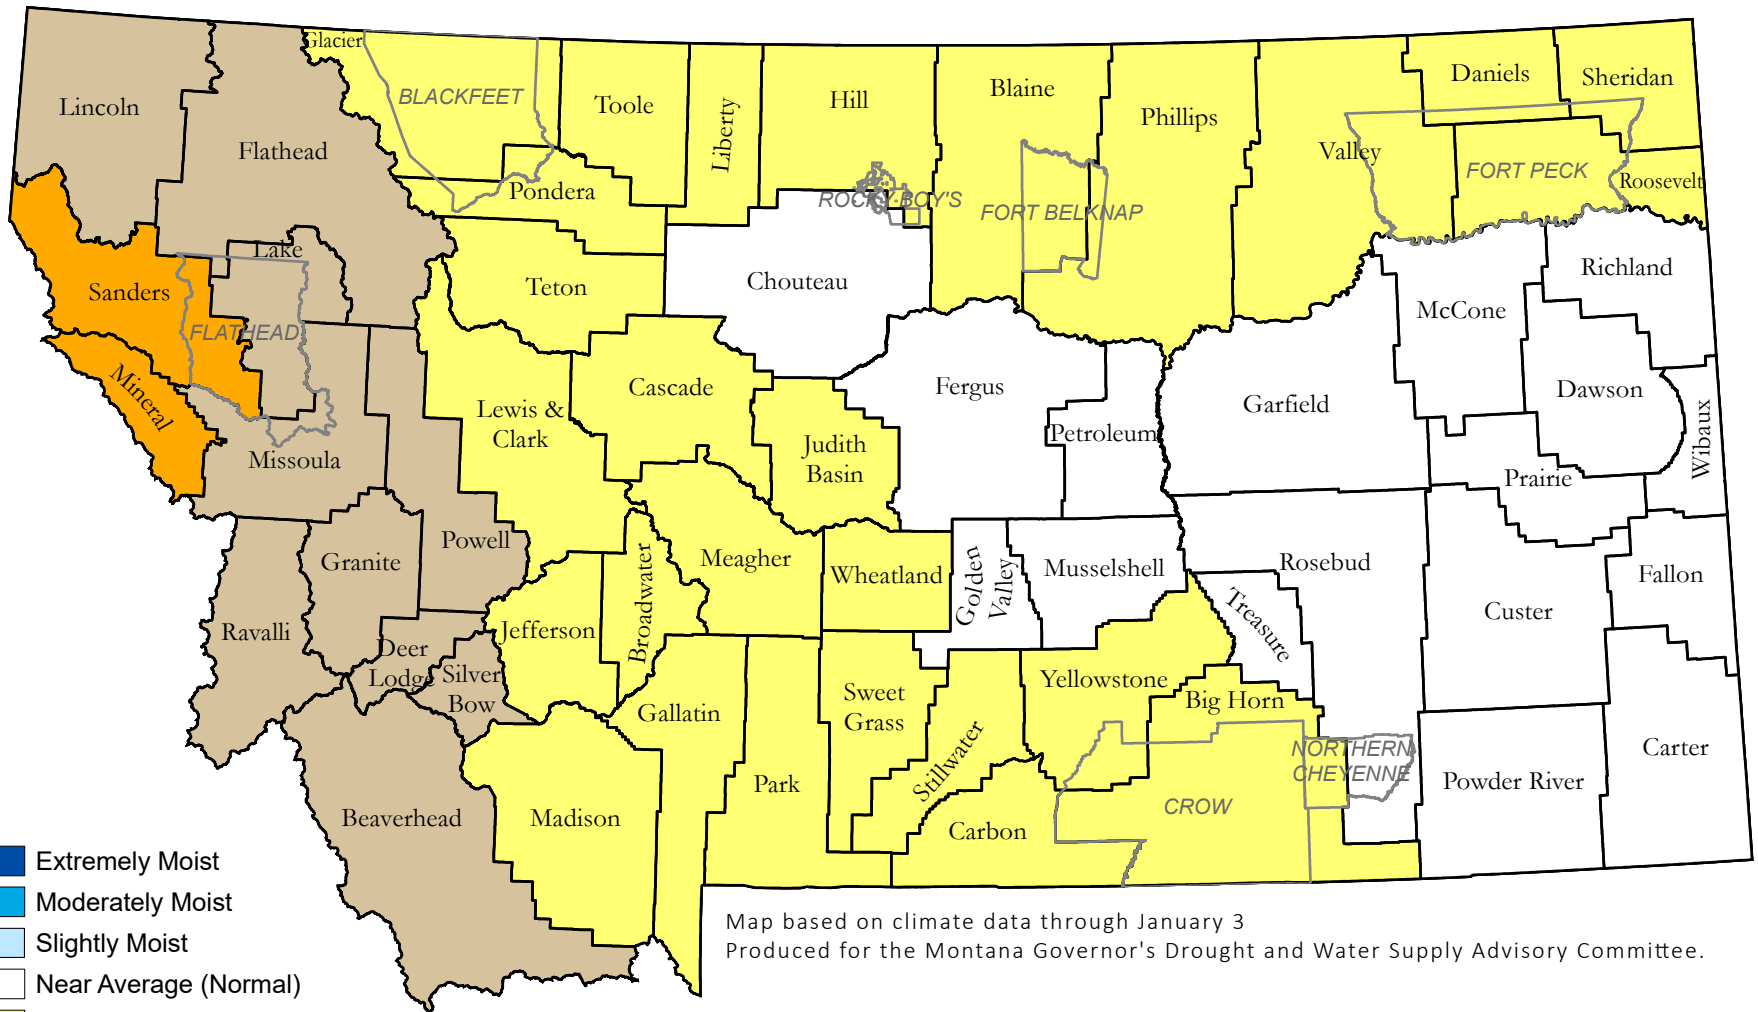 Glacier
Lincoln
BLACKFEET
Toole
Liberty
Hill
Blaine
Phillips
Daniels
Sheridan
Flathead
Valley
FORT PECK
Roosevelt
Pondera
ROCKY BOY'S
FORT BELKNAP
Lake
Sanders
Teton
Chouteau
McCone
Richland
FLATHEAD
Mineral
Cascade
Fergus
Garfield
Dawson
Wibaux
Lewis &
Clark
Judith
Basin
Petroleum
Missoula
Prairie
Powell
Granite
Meagher
Wheatland
Golden
Valley
Musselshell
Rosebud
Fallon
Treasure
Custer
Ravalli
Deer
Lodge
Silver
Bow
Jefferson
Broadwater
Gallatin
Sweet
Grass
Yellowstone
Big Horn
Stillwater
NORTHERN
CHEYENNE
Carter
Powder River
Park
CROW
Beaverhead
Madison
Carbon
Extremely Moist
Moderately Moist
Slightly Moist
Near Average (Normal)
Map based on climate data through January 3
Produced for the Montana Governor's Drought and Water Supply Advisory Committee.